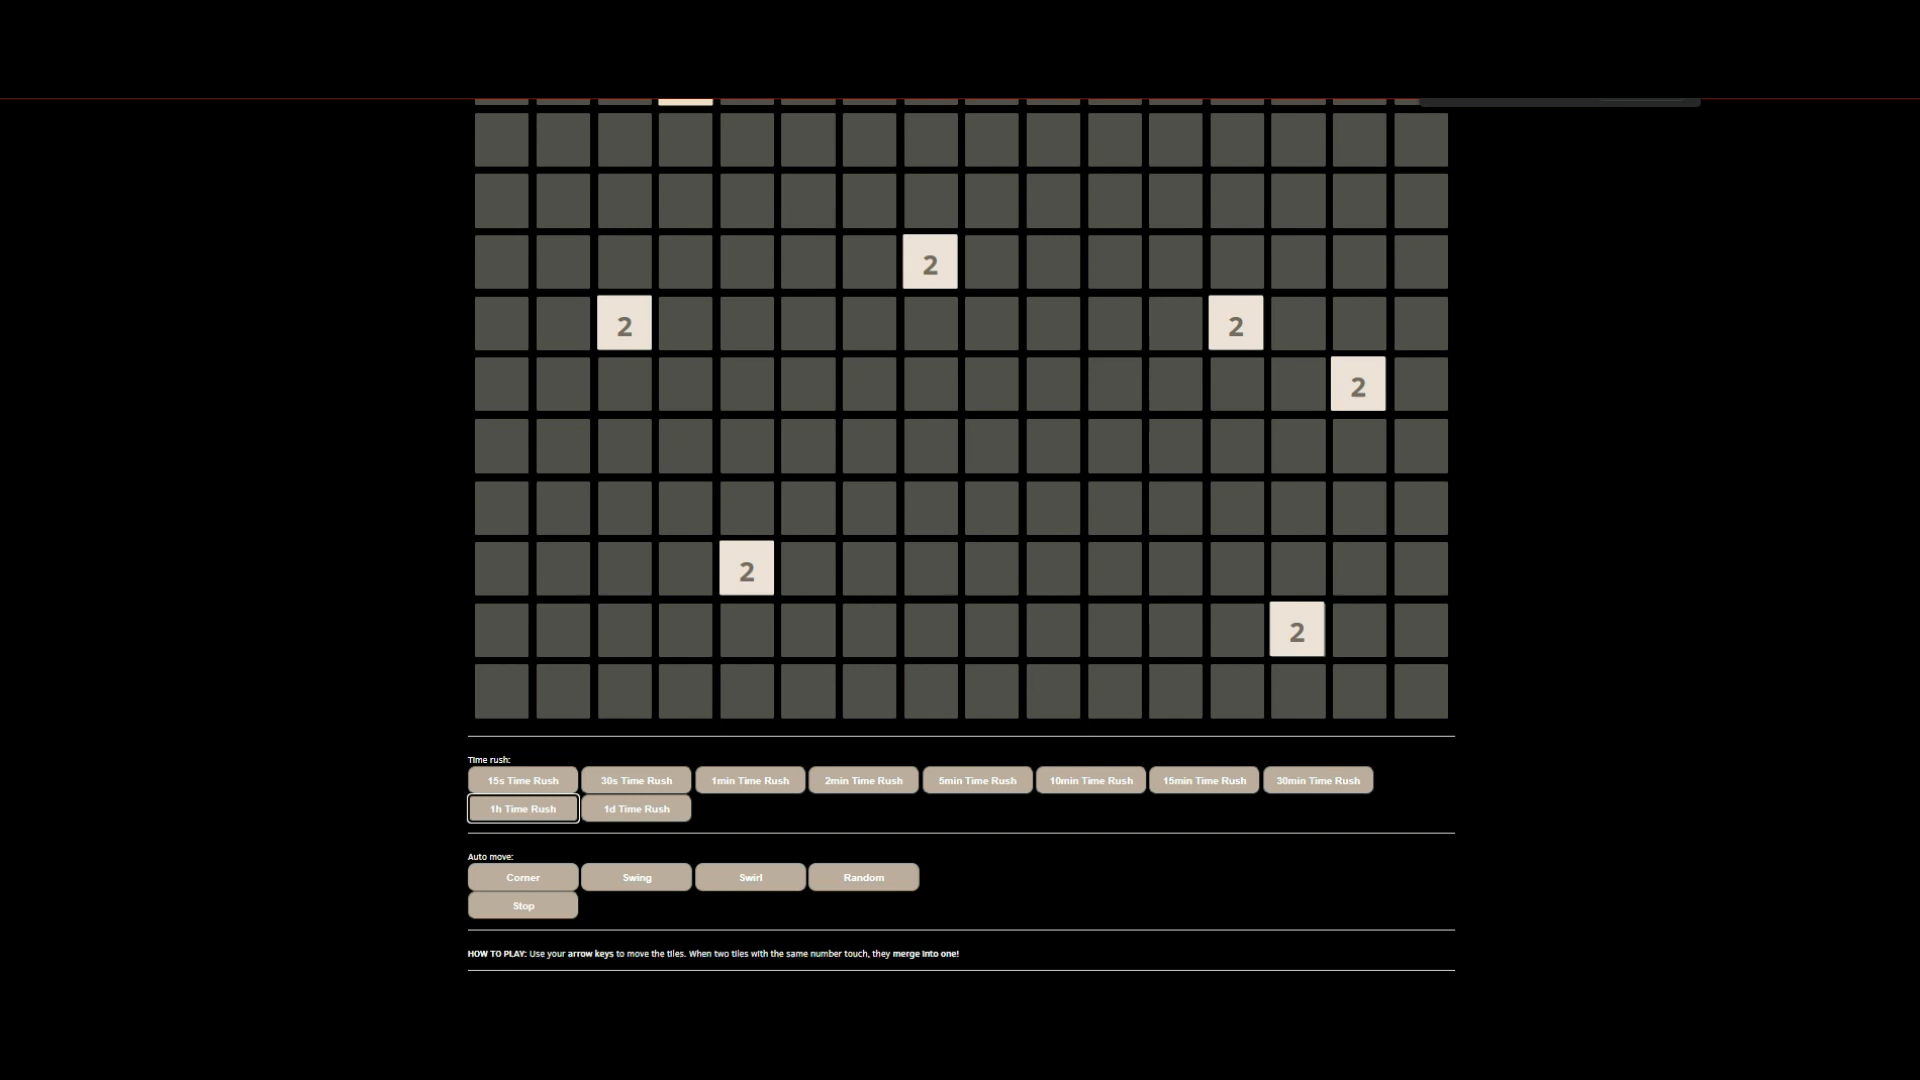 2
2
2
2
2
2
Time rush:
15s Time Rush
30s Time Rush
1min Time Rush
2min Time Rush
5min Time Rush
10min Time Rush
15min Time Rush
30min Time Rush
1h Time Rush
1d Time Rush
Auto move:
Corner
Swing
Swirl
Random
Stop
HOW TO PLAY: Use your arrow keys to move the tiles. When two tiles with the same number touch, they merge into one!